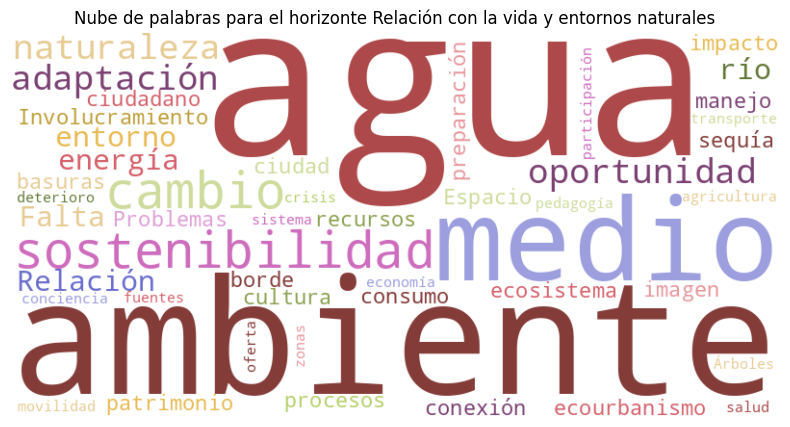 Nube de palabras para el horizonte Relación con la vida y entornos naturales
naturaleza
agua
impacto
adaptación
río
ciudadano
preparación
participación
manejo
Involucramiento
transporte
entorno
sequía
energía
ciudad
oportunidad
basuras
cambio
deterioro
crisis
Espacio
agricultura
pedagogía
Falta
Problemas
sistema
recursos
medio
sostenibilidad
Relación
borde
economía
conciencia
fuentes
cultura
consumo
ecosistema
imagen
ambiente
oferta
zonas
Árboles
movilidad
patrimonio
procesos
conexión
ecourbanismo
salud